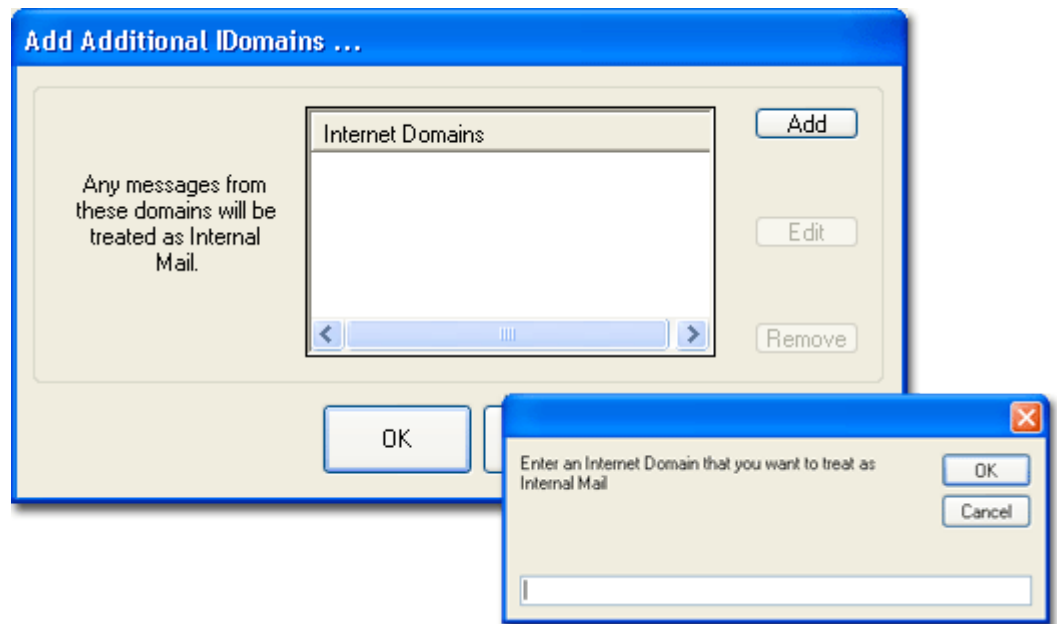 Add Additional IDomains ...
Internet Domains
Add
Any messages from
these domains will be
treated as Internal
Mail.
Edit
Remove
OK
Enter an Internet Domain that you want to treat as
Internal Mail
OK
Cancel